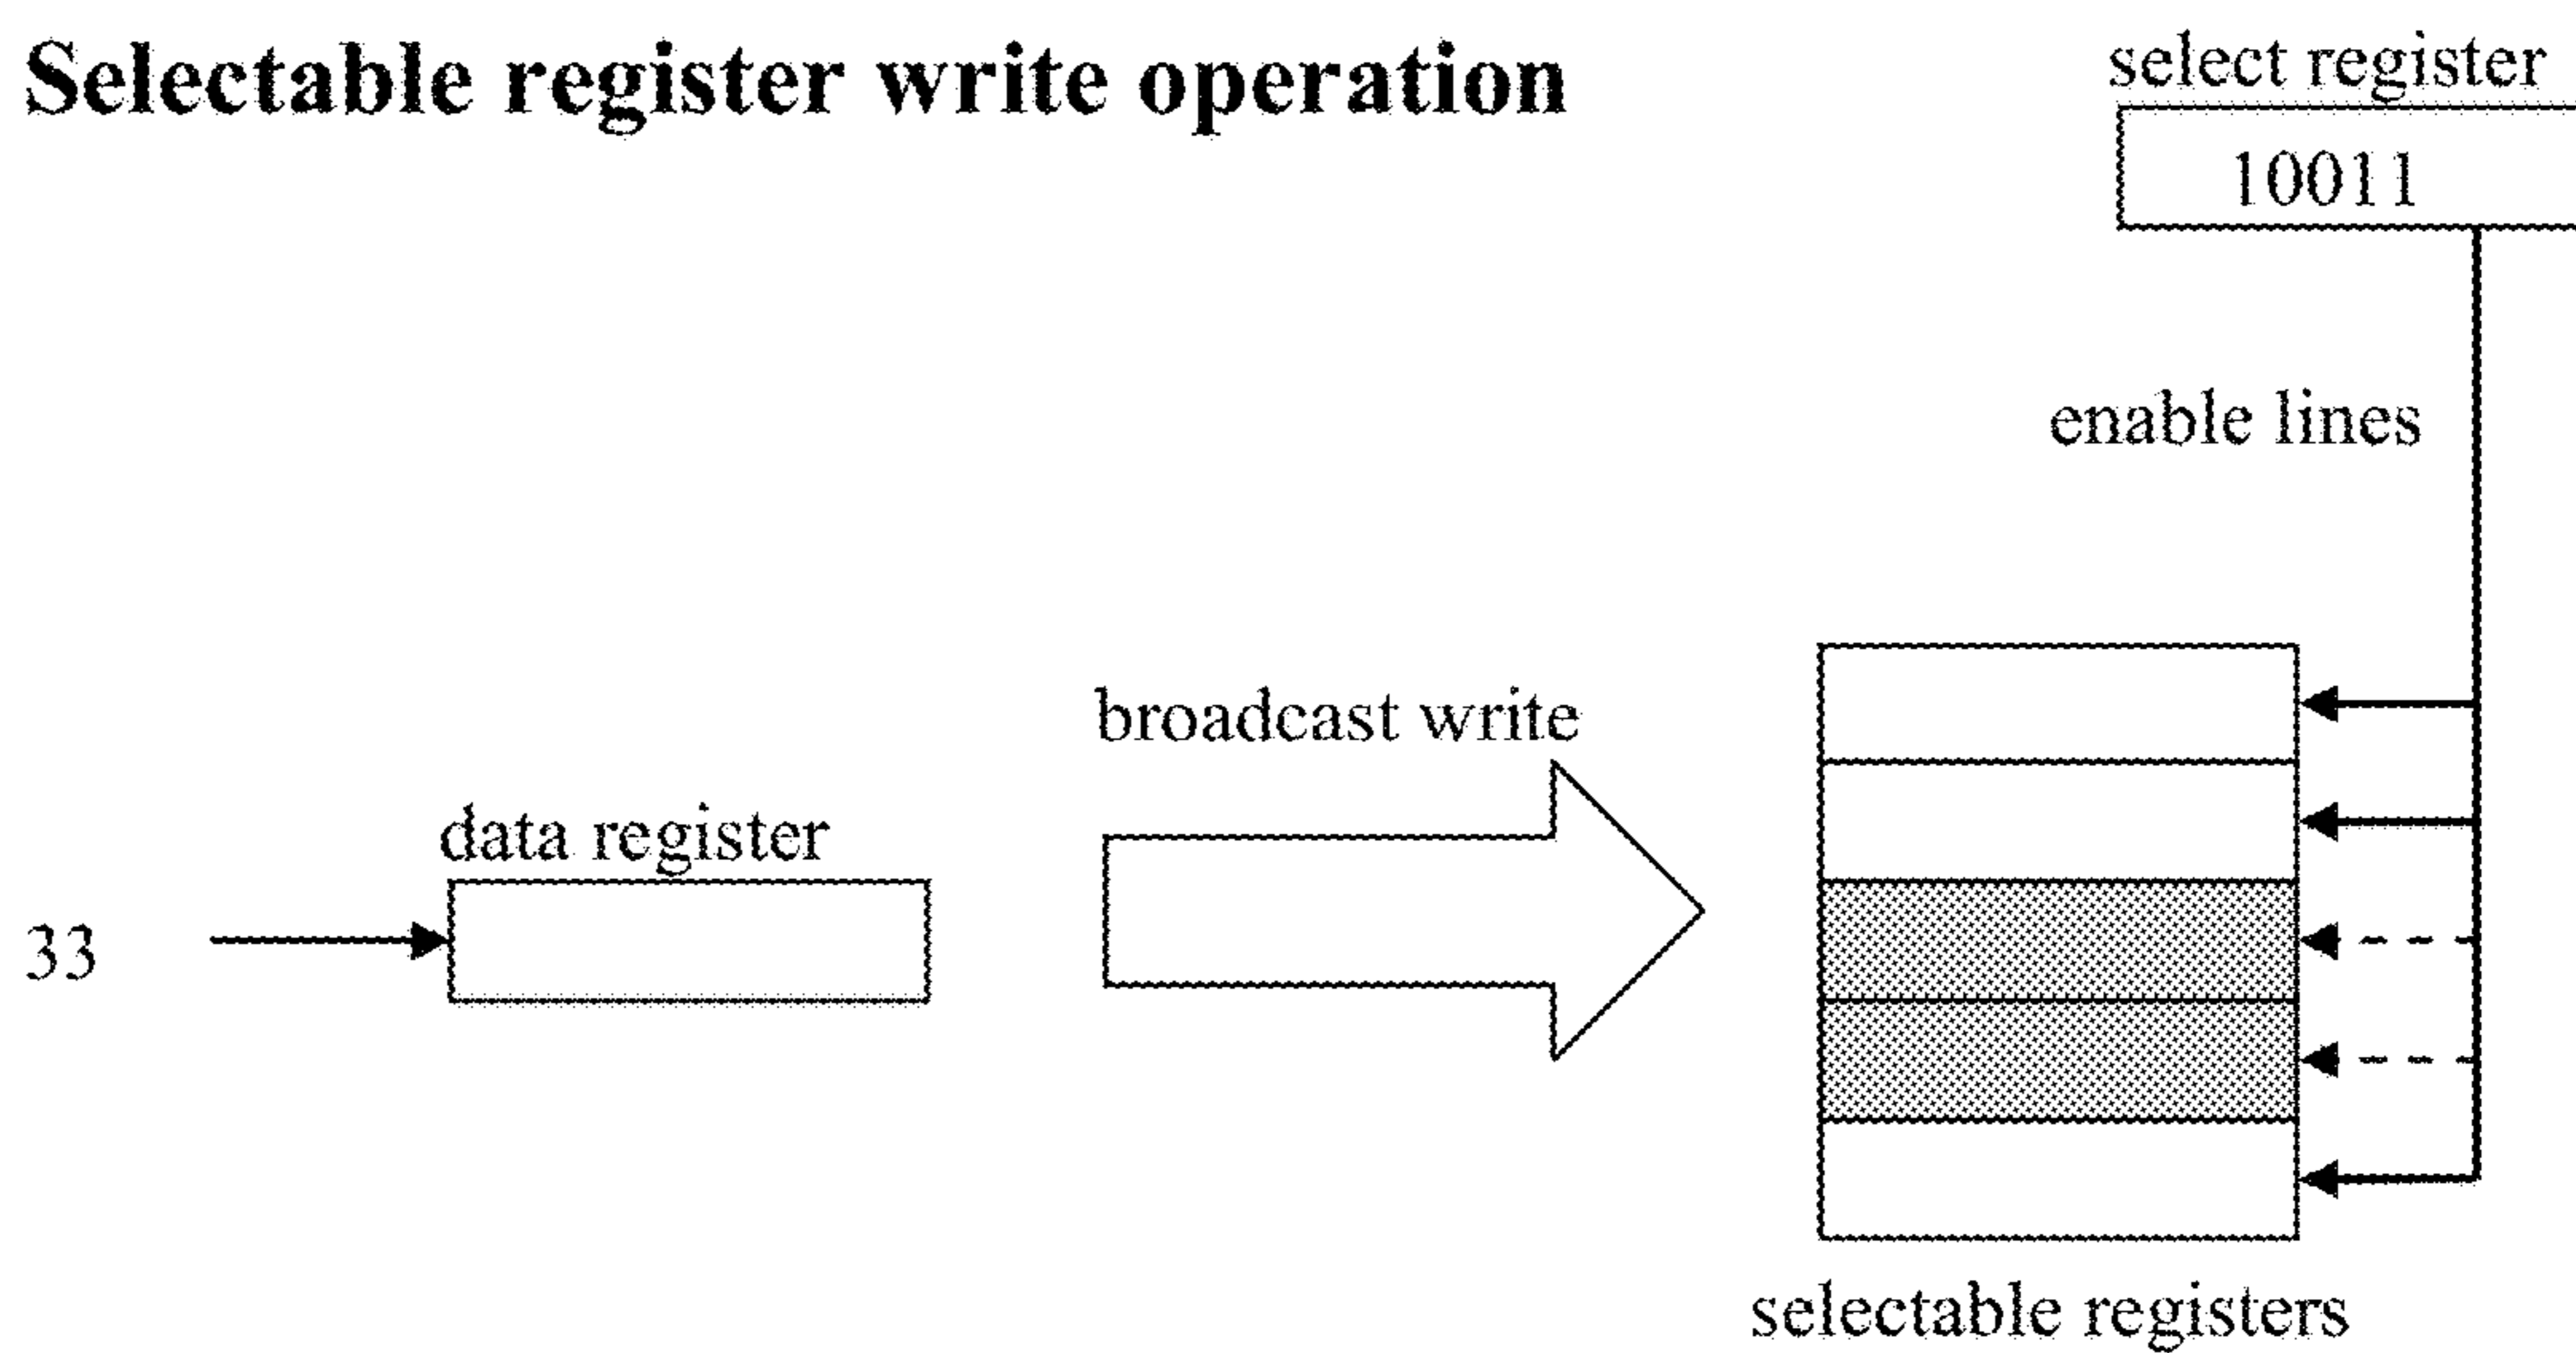 Selectable register write operation
select register
10011
enable lines
broadcast write
data register
33
selectable registers